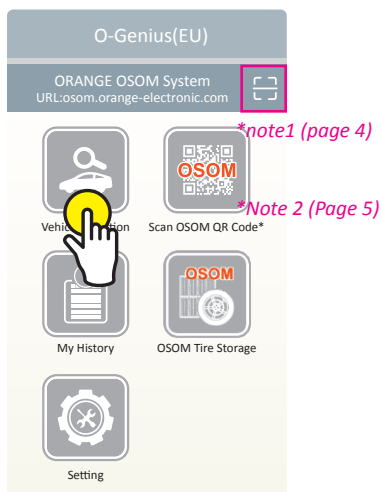 O-Genius(EU)
ORANGE OSOM System
URL:osom.orange-electronic.com
*note1 (page 4)
OSOM
*Note 2 (Page 5)
Scan OSOM QR Code*
OSOM
My History
OSOM Tire Storage
Setting